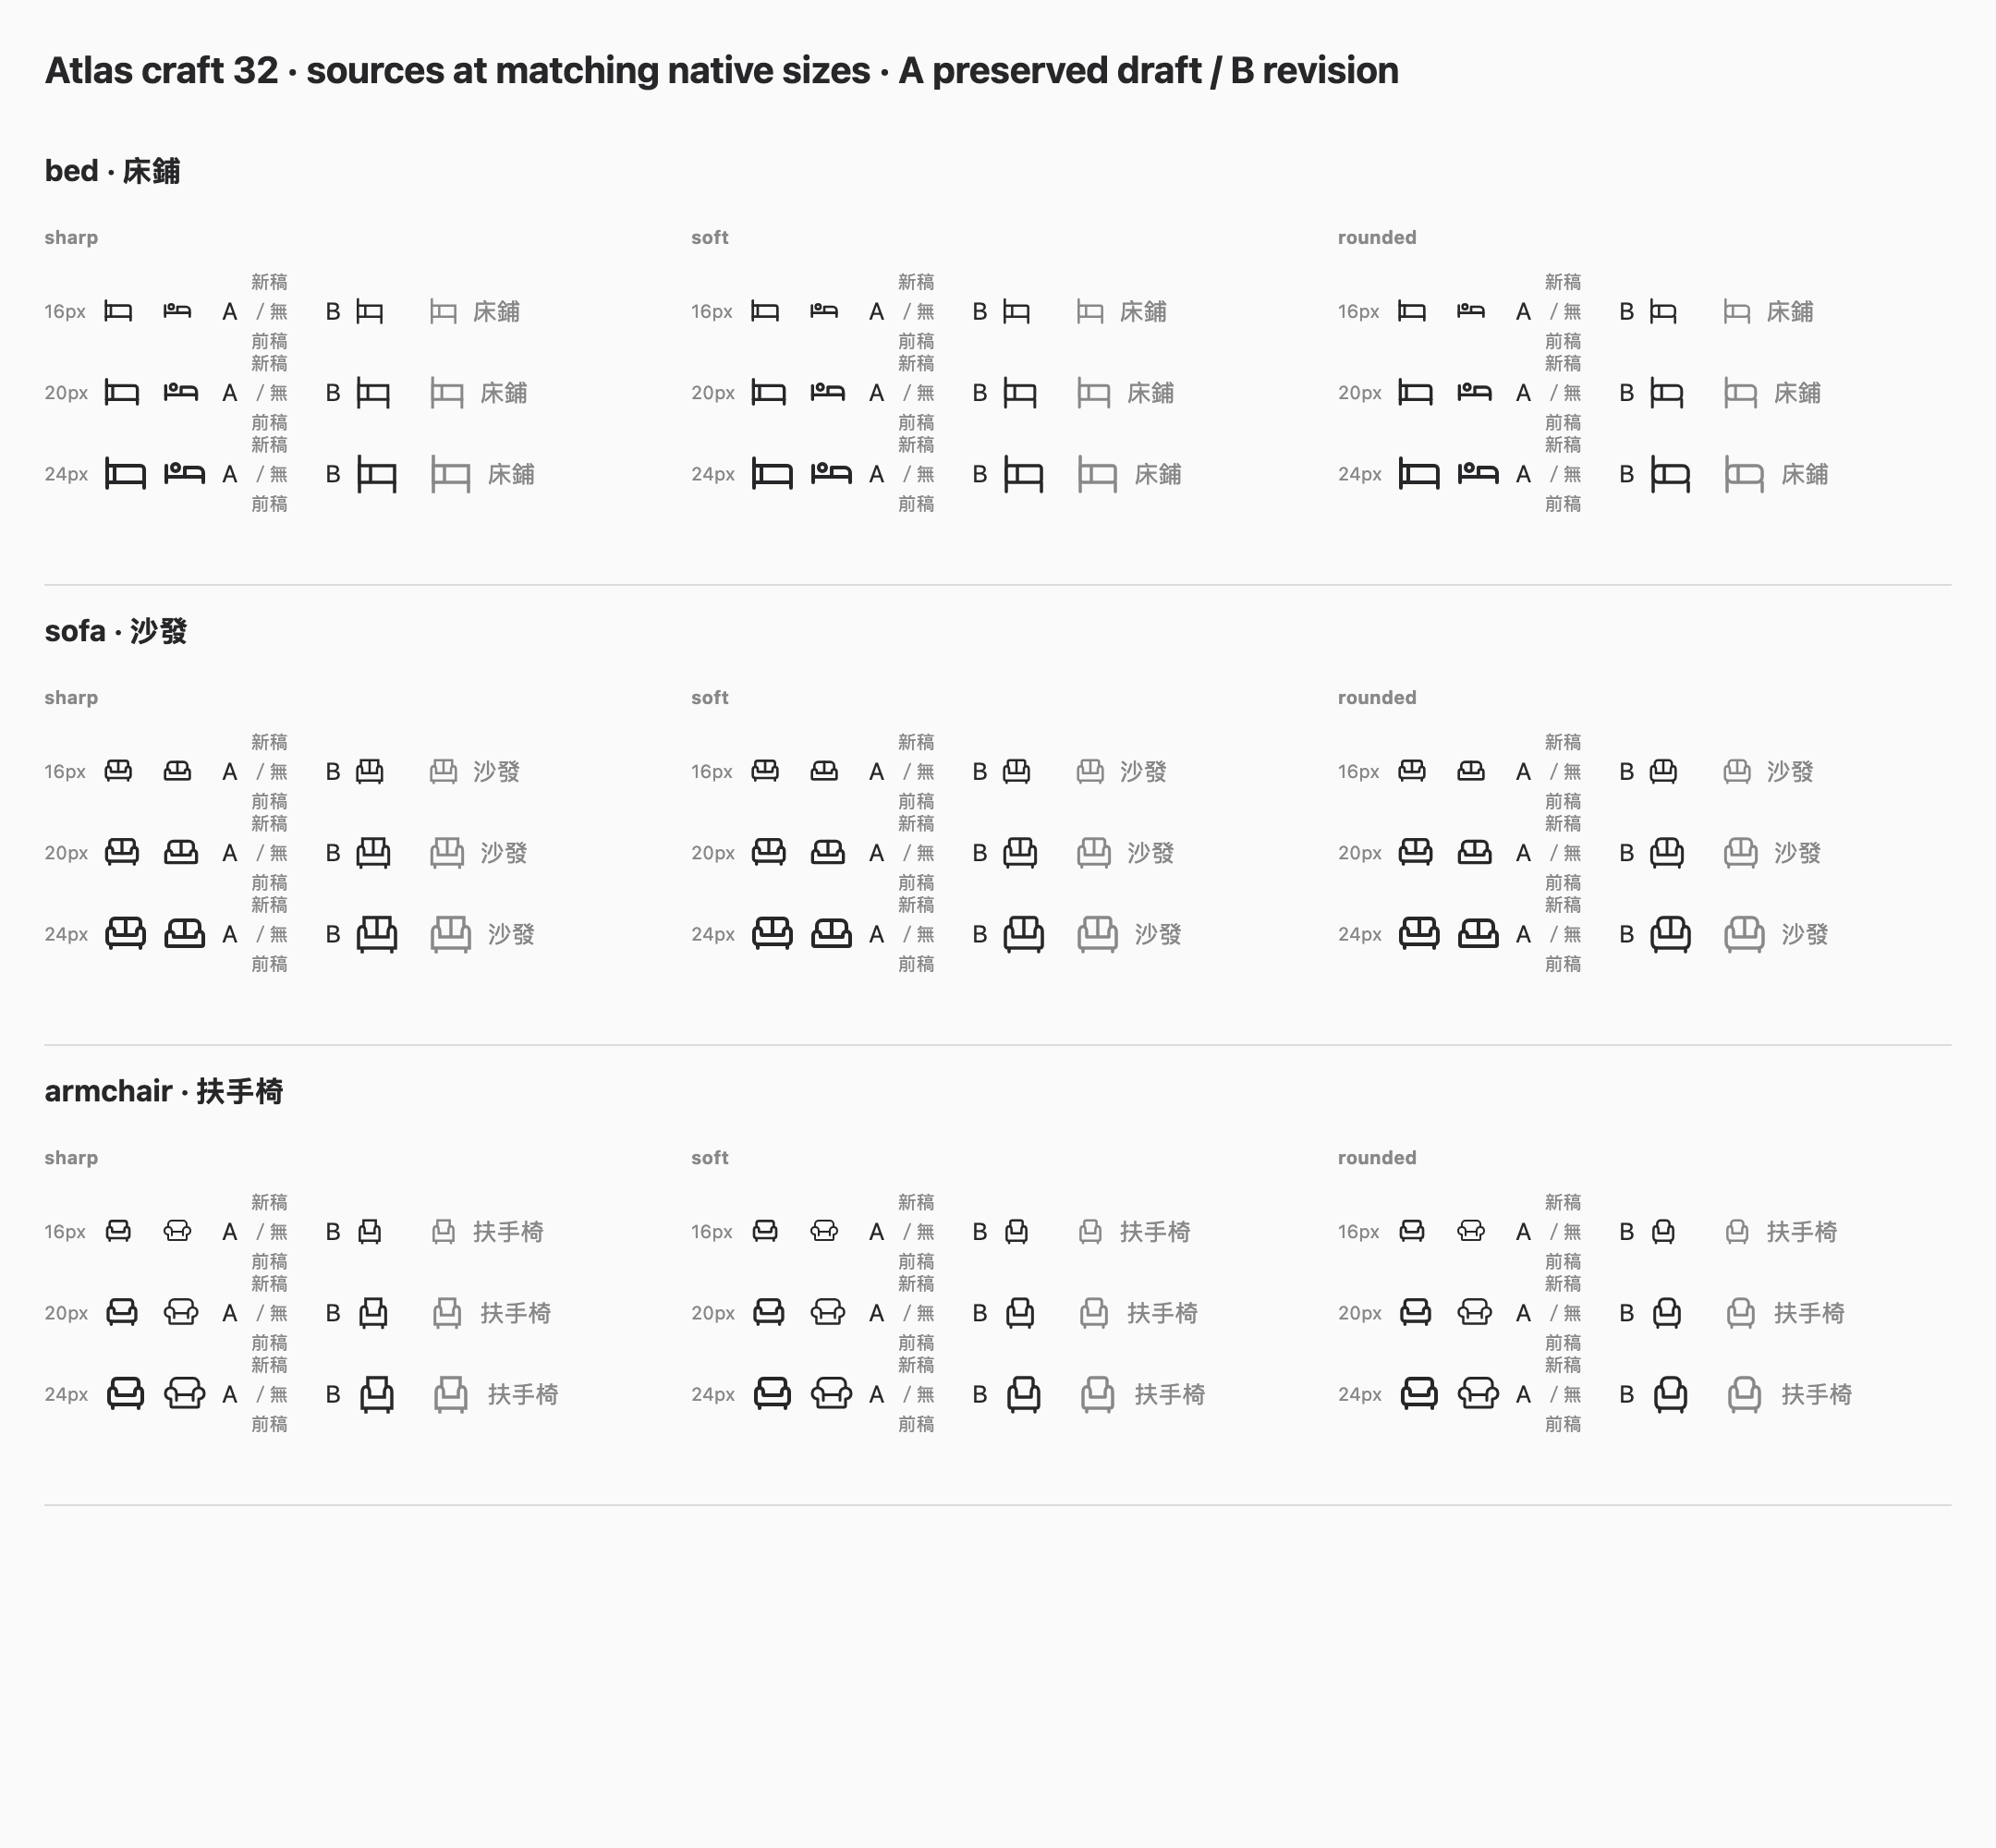 Atlas craft 32 · sources at matching native sizes · A preserved draft / B revision
bed · 床鋪
sharp
16px A 新稿 / 無前稿 B 床鋪
20px A 新稿 / 無前稿 B 床鋪
24px A 新稿 / 無前稿 B 床鋪
soft
16px A 新稿 / 無前稿 B 床鋪
20px A 新稿 / 無前稿 B 床鋪
24px A 新稿 / 無前稿 B 床鋪
rounded
16px A 新稿 / 無前稿 B 床鋪
20px A 新稿 / 無前稿 B 床鋪
24px A 新稿 / 無前稿 B 床鋪
sofa · 沙發
sharp
16px A 新稿 / 無前稿 B 沙發
20px A 新稿 / 無前稿 B 沙發
24px A 新稿 / 無前稿 B 沙發
soft
16px A 新稿 / 無前稿 B 沙發
20px A 新稿 / 無前稿 B 沙發
24px A 新稿 / 無前稿 B 沙發
rounded
16px A 新稿 / 無前稿 B 沙發
20px A 新稿 / 無前稿 B 沙發
24px A 新稿 / 無前稿 B 沙發
armchair · 扶手椅
sharp
16px A 新稿 / 無前稿 B 扶手椅
20px A 新稿 / 無前稿 B 扶手椅
24px A 新稿 / 無前稿 B 扶手椅
soft
16px A 新稿 / 無前稿 B 扶手椅
20px A 新稿 / 無前稿 B 扶手椅
24px A 新稿 / 無前稿 B 扶手椅
rounded
16px A 新稿 / 無前稿 B 扶手椅
20px A 新稿 / 無前稿 B 扶手椅
24px A 新稿 / 無前稿 B 扶手椅